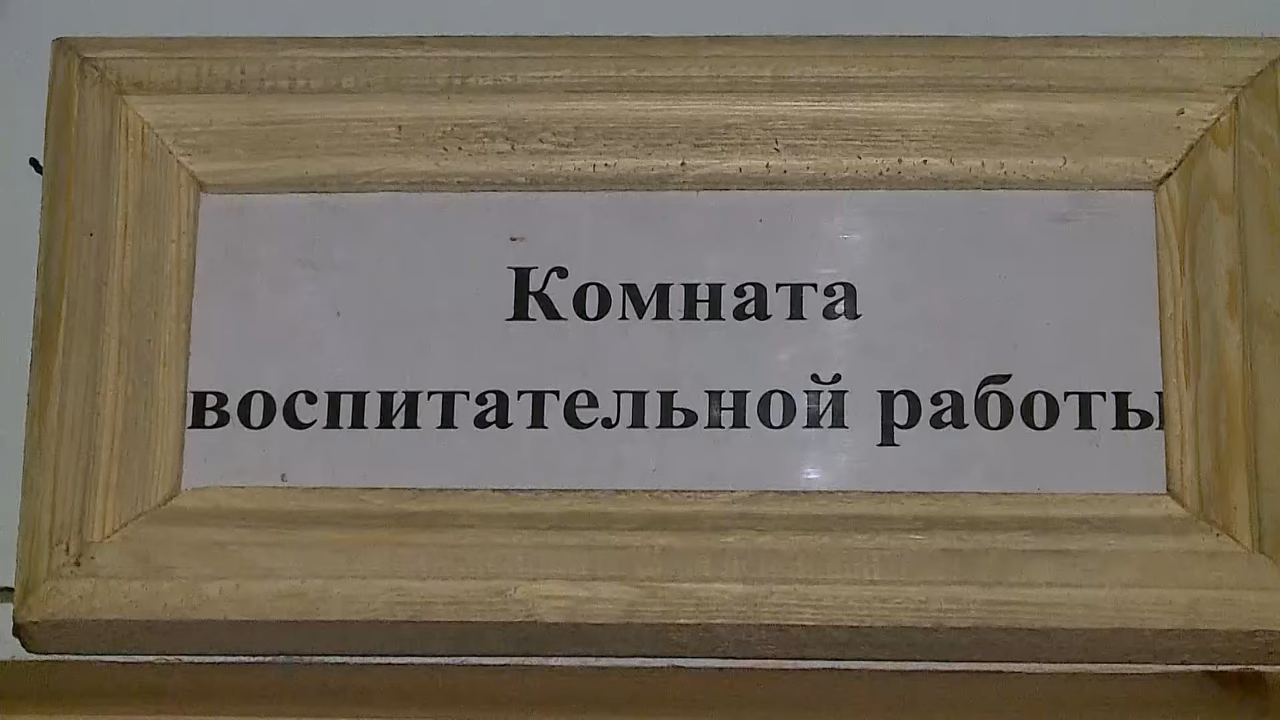 Комната
воспитательной работы